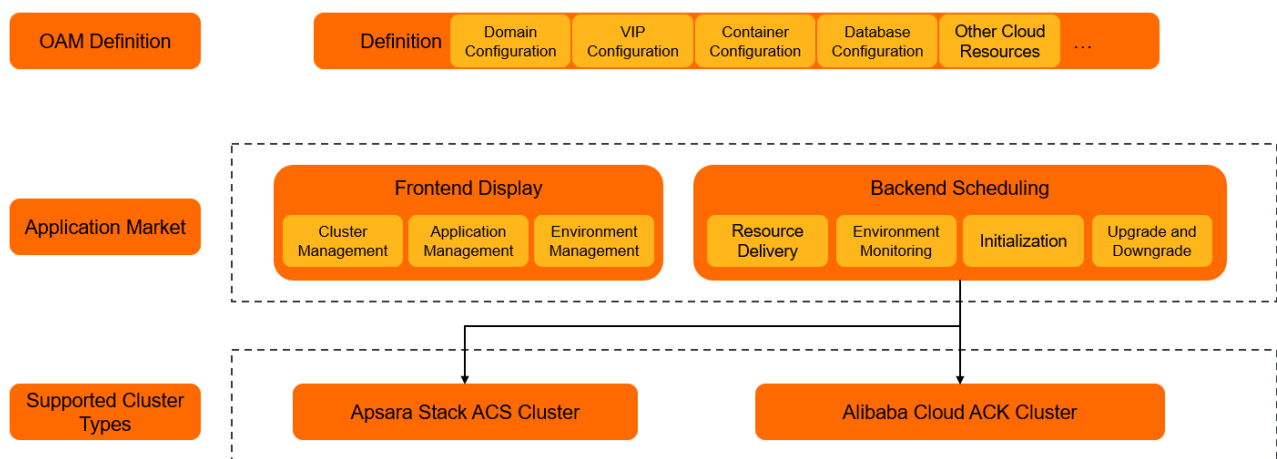 OAM Definition
Definition
Domain
Configuration
VIP
Configuration
Container
Configuration
Database
Configuration
Other Cloud
Resources
...
Application Market
Frontend Display
Cluster
Management
Application
Management
Environment
Management
Backend Scheduling
Resource
Delivery
Environment
Monitoring
Initialization
Upgrade and
Downgrade
Supported Cluster
Types
Apsara Stack ACS Cluster
Alibaba Cloud ACK Cluster